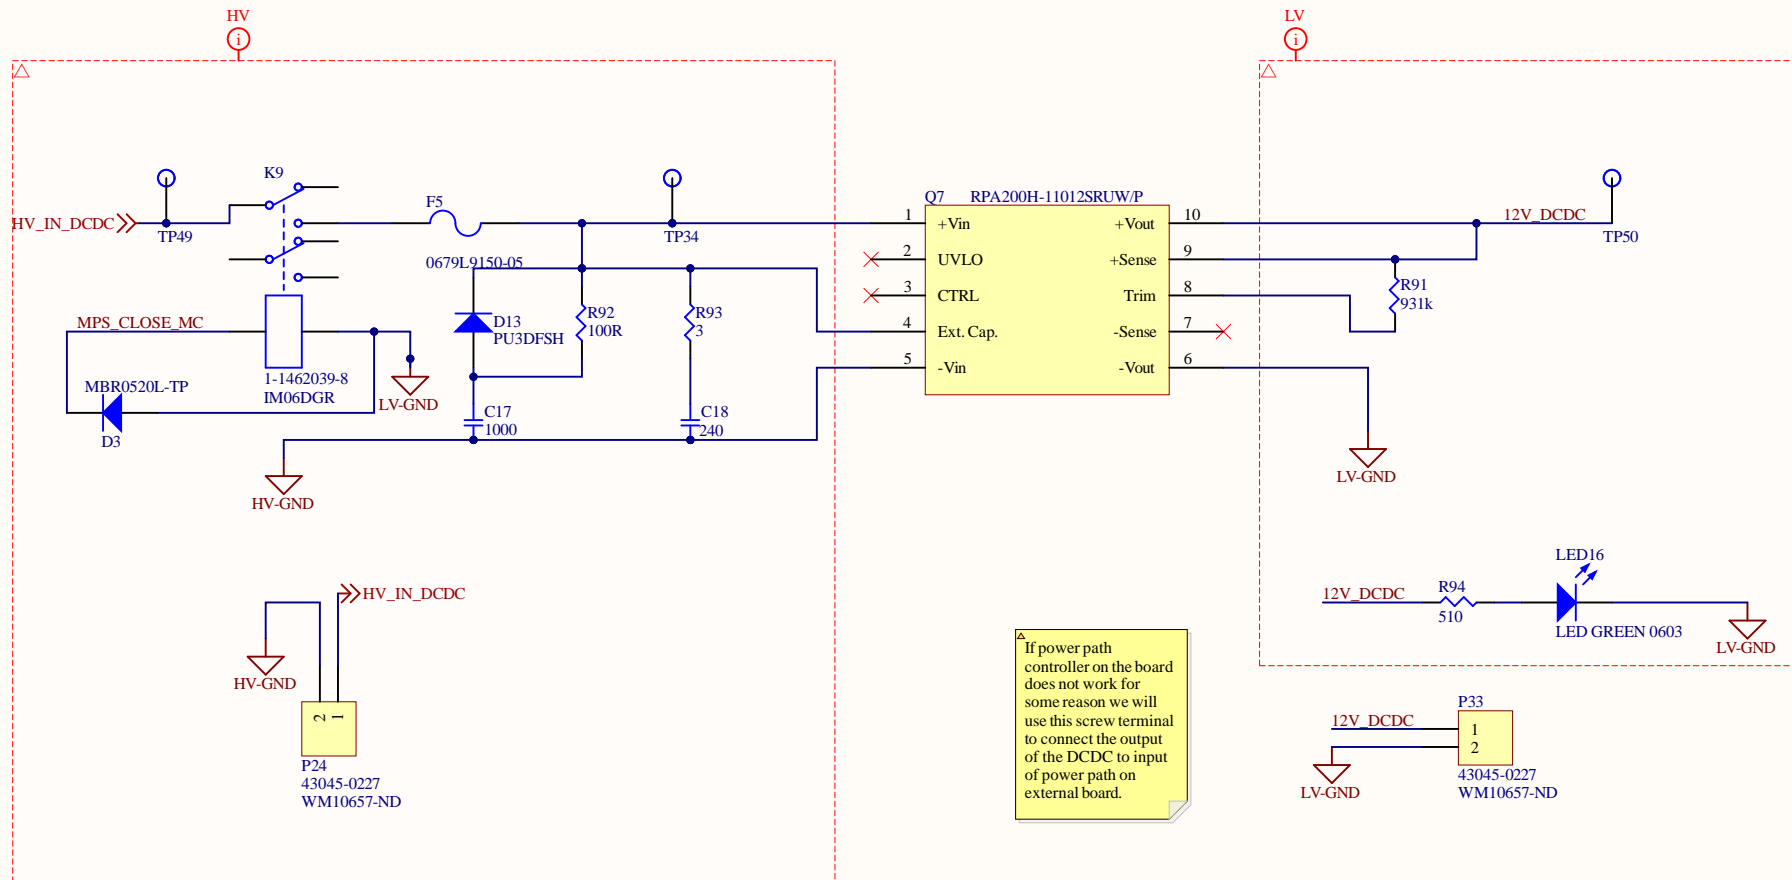 HV
i
LV
i
K9
HV_IN_DCDC
TP49
F5
0679L9150-05
TP34
MPS_CLOSE_MC
1-1462039-8
IM06DGR
MBR0520L-TP
D3
LV-GND
D13
PU3DFSH
R92
100R
R93
3
C17
1000
C18
240
HV-GND
Q7
RPA200H-11012SRUW/P
1 +Vin
2 UVLO
3 CTRL
4 Ext. Cap.
5 -Vin
+Vout 10
+Sense 9
Trim 8
-Sense 7
-Vout 6
12V_DCDC
TP50
R91
931k
LV-GND
HV_IN_DCDC
HV-GND
2
1
P24
43045-0227
WM10657-ND
If power path
controller on the board
does not work for
some reason we will
use this screw terminal
to connect the output
of the DCDC to input
of power path on
external board.
12V_DCDC
R94
510
LED16
LED GREEN 0603
LV-GND
P33
12V_DCDC
1
2
LV-GND
43045-0227
WM10657-ND